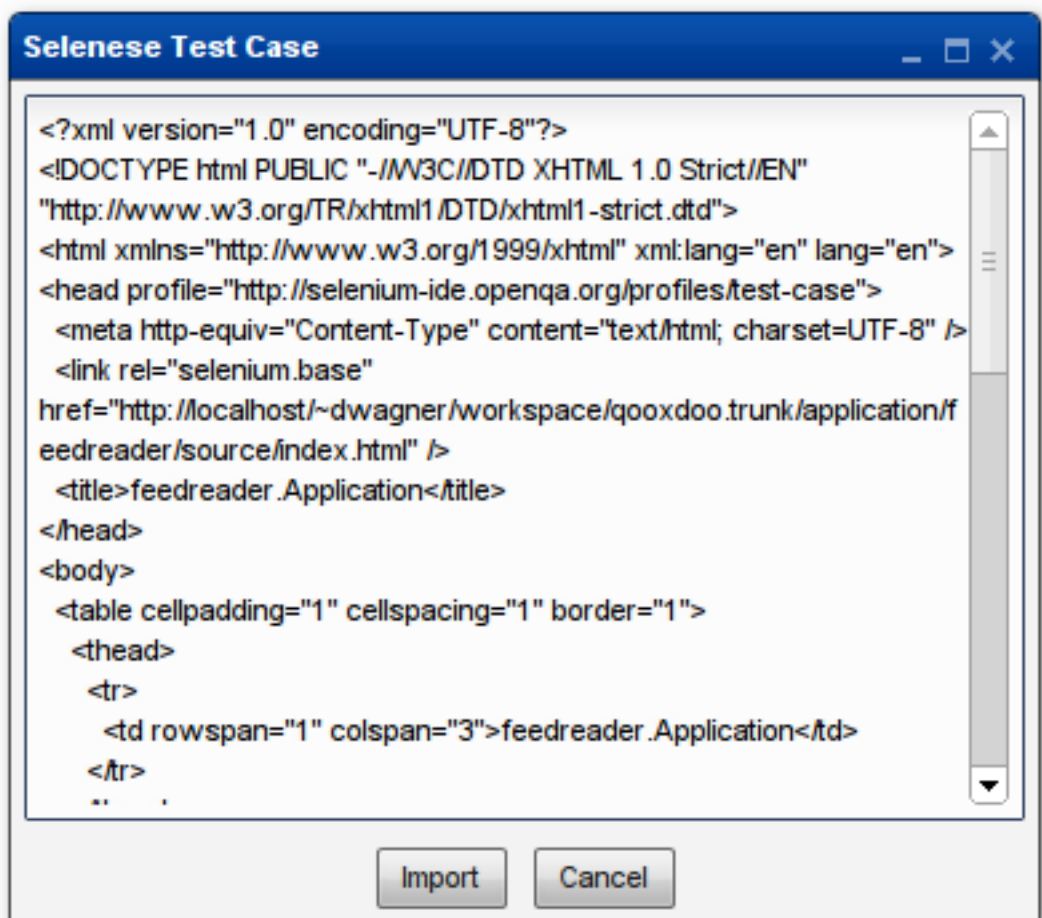 Selenese Test Case
<?xml version="1.0" encoding="UTF-8"?>
<!DOCTYPE html PUBLIC "-//W3C//DTD XHTML 1.0 Strict//EN"
"http://www.w3.org/TR/xhtml1/DTD/xhtml1-strict.dtd">
<html xmlns="http://www.w3.org/1999/xhtml" xml:lang="en" lang="en">
<head profile="http://selenium-ide.openqa.org/profiles/test-case">
<meta http-equiv="Content-Type" content="text/html; charset=UTF-8" />
<link rel="selenium.base"
href="http://localhost/~dwagner/workspace/qooxdoo.trunk/application/f
eedreader/source/index.html" />
<title>feedreader.Application</title>
</head>
<body>
<table cellpadding="1" cellspacing="1" border="1">
<thead>
<tr>
<td rowspan="1" colspan="3">feedreader.Application</td>
</tr>
Import Cancel